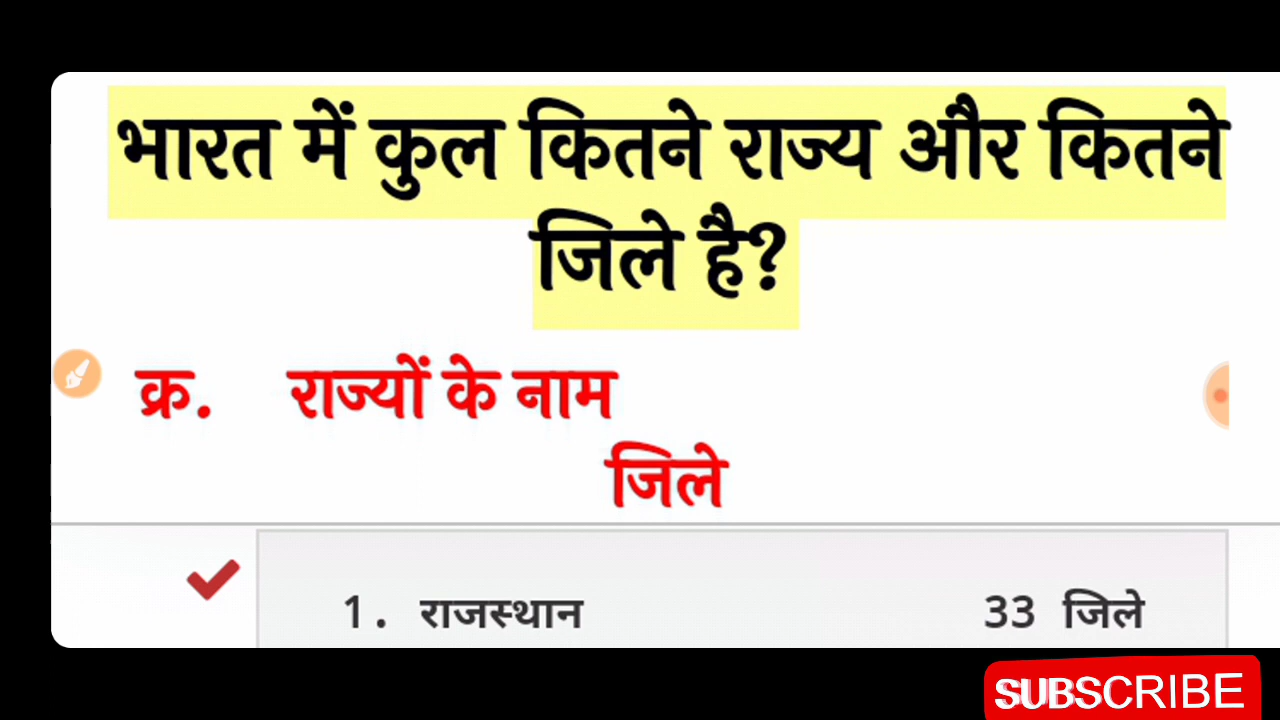 भारत में कुल कितने राज्य और कितने
जिले है?
क्र. राज्यों के नाम
जिले
1. राजस्थान 33 जिले
SUBSCRIBE